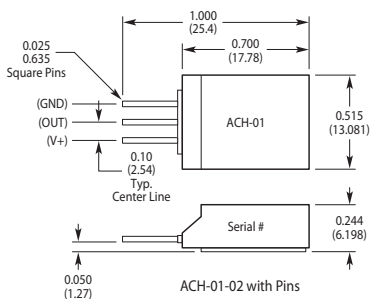 1.000
(25.4)
0.025
0.635
Square Pins
0.700
(17.78)
(GND)
(OUT)
(V+)
ACH-01
0.515
(13.081)
0.10
(2.54)
Typ.
Center Line
Serial #
0.244
(6.198)
0.050
(1.27)
ACH-01-02 with Pins